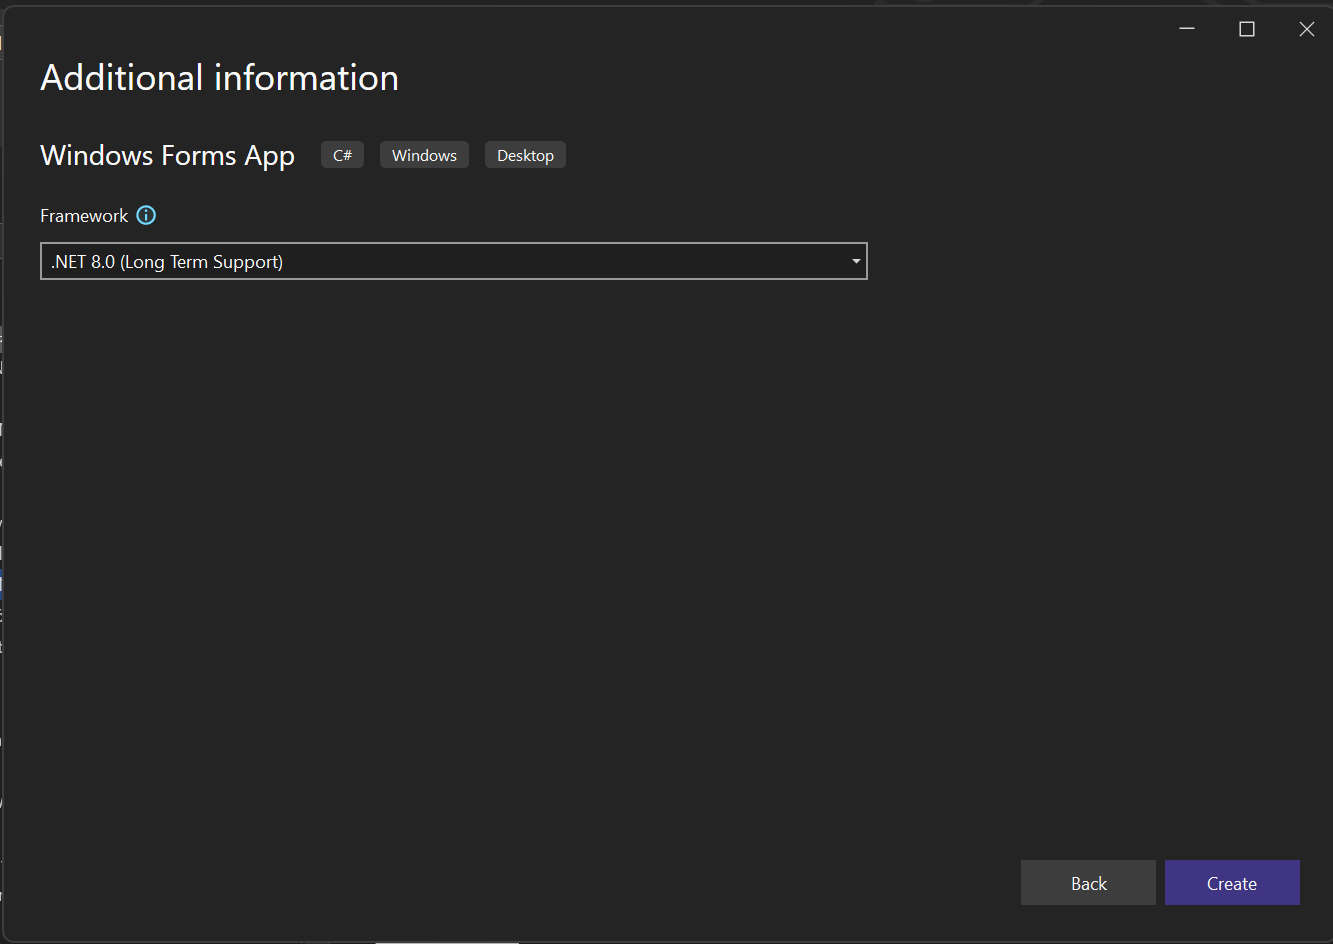 Additional information
Windows Forms App C# Windows Desktop
Framework
.NET 8.0 (Long Term Support)
Back Create